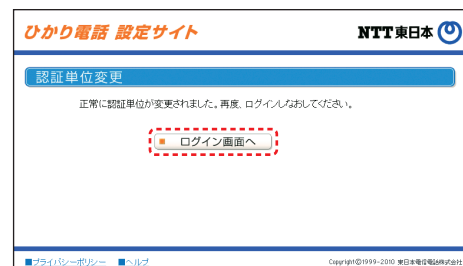 ひかり電話 設定サイト
NTT東日本
認証単位変更
正常に認証単位が変更されました。再度、ログインしなおしてください。
■ ログイン画面へ
■プライバシーポリシー ■ヘルプ
Copyright©1999-2010 東日本電信電話株式会社